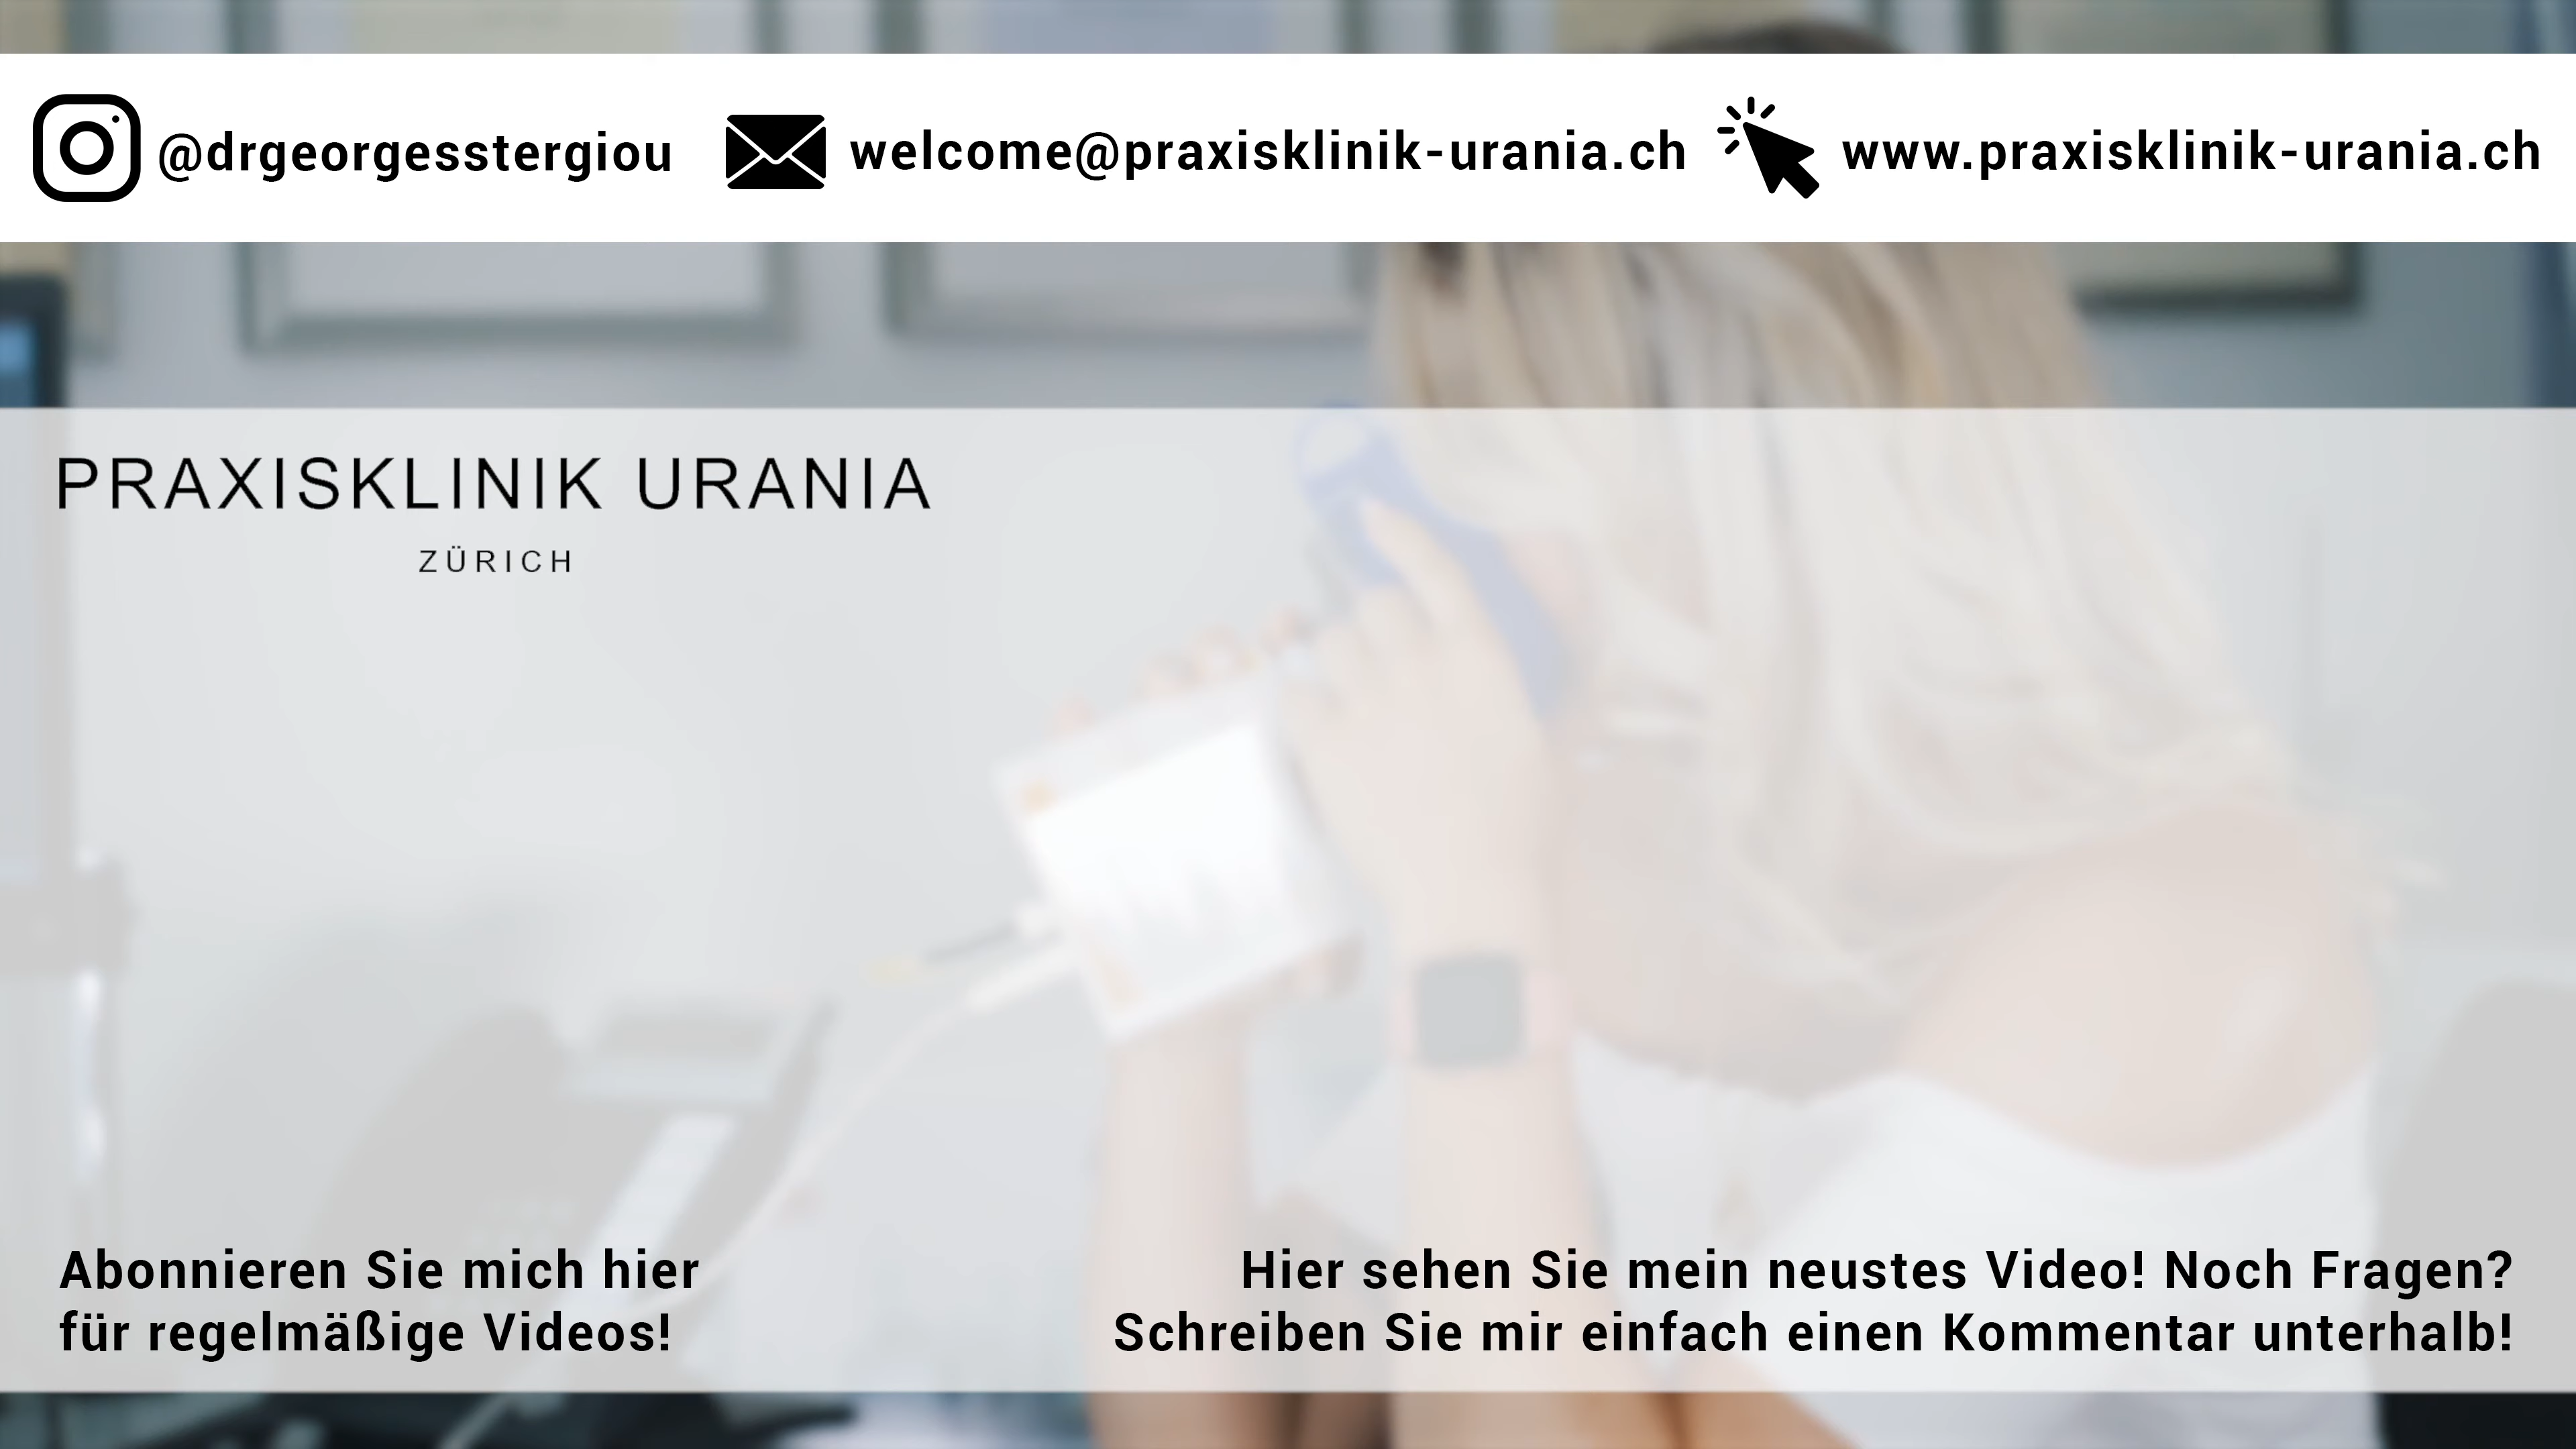 @drgeorgesstergiou
welcome@praxisklinik-urania.ch
www.praxisklinik-urania.ch
PRAXISKLINIK URANIA
ZÜRICH
Abonnieren Sie mich hier
für regelmäßige Videos!
Hier sehen Sie mein neustes Video! Noch Fragen?
Schreiben Sie mir einfach einen Kommentar unterhalb!